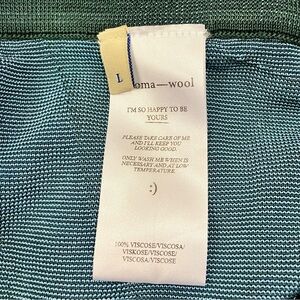 L
oma—wool
I'M SO HAPPY TO BE
YOURS
PLEASE TAKE CARE OF ME
AND I'LL KEEP YOU
LOOKING GOOD.
ONLY WASH ME WHEN IS
NECESSARY AND AT LOW
TEMPERATURE.
:)
100% VISCOSE/VISCOSA/
VISKOSE/VISCOSE/
VISCOSA/VISCOSE